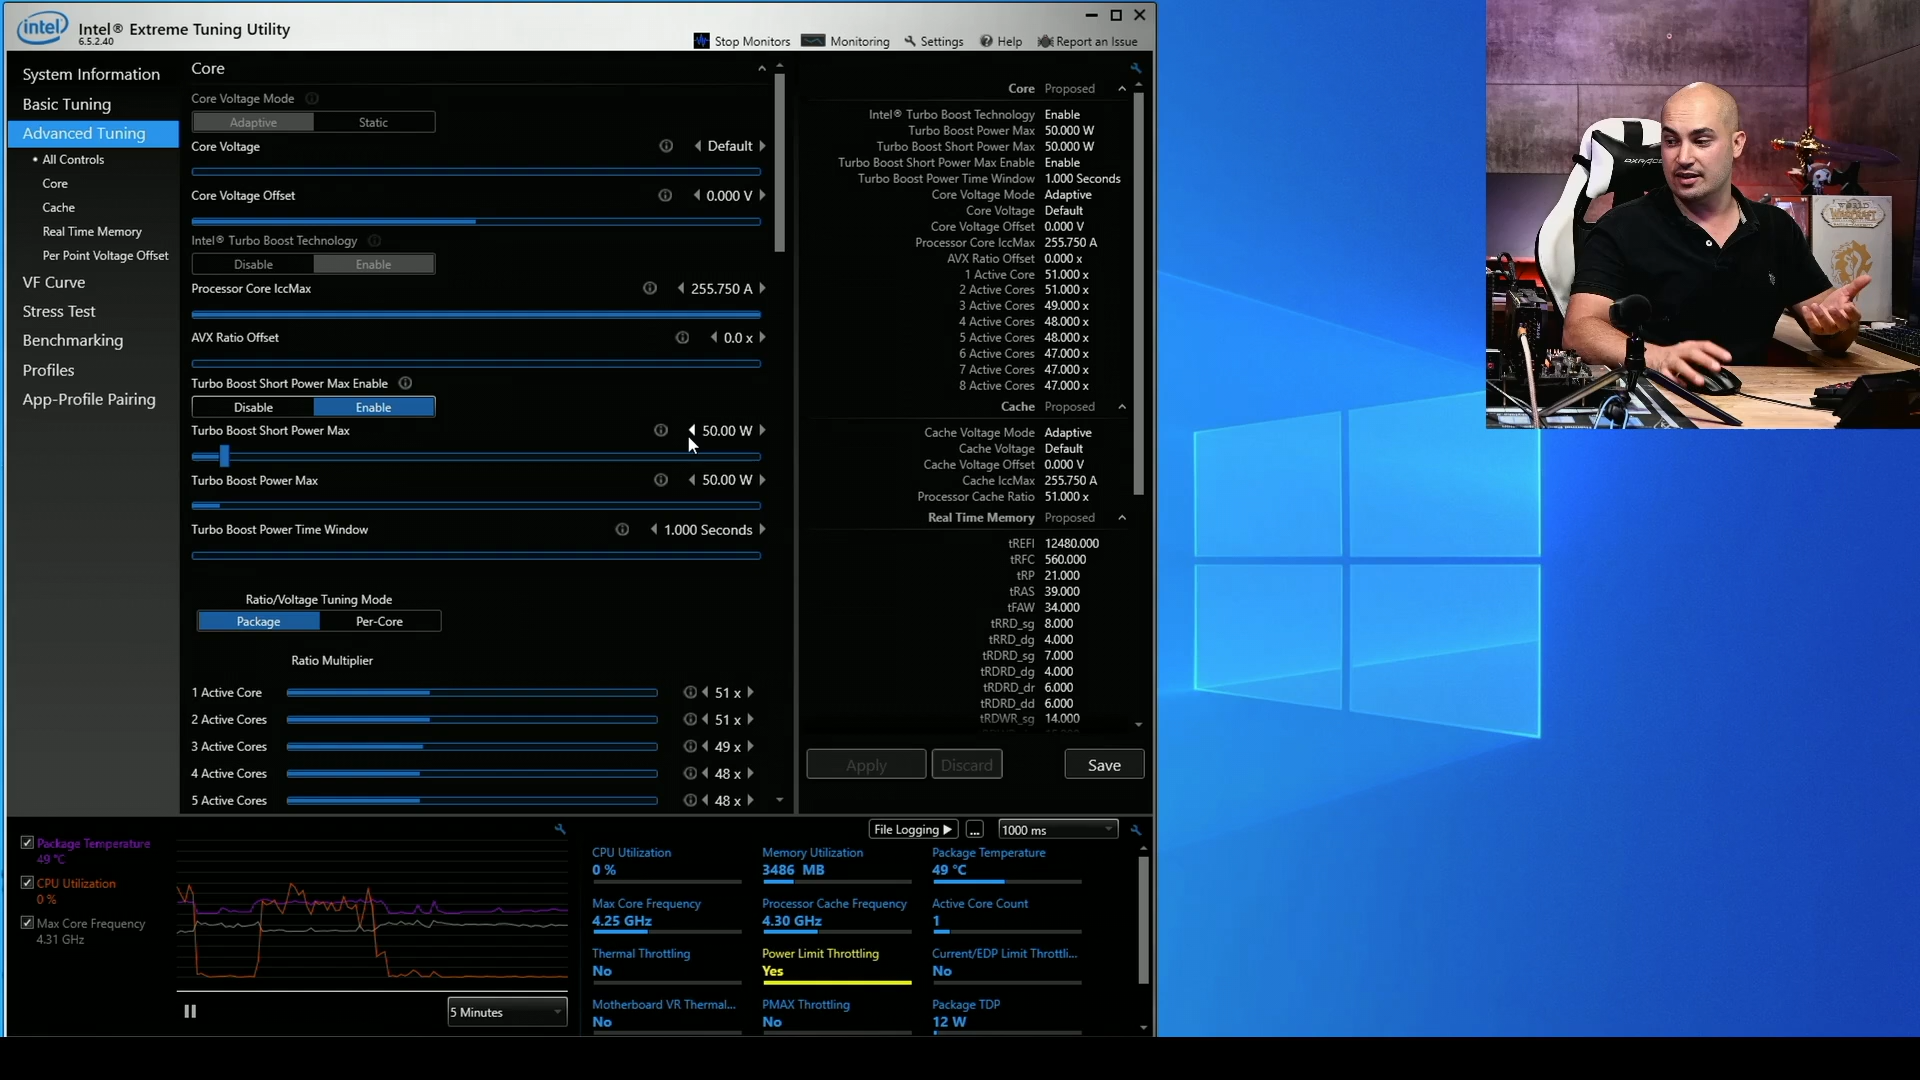 intel
Intel® Extreme Tuning Utility
6.5.2.40
Stop Monitors
Monitoring
Settings
Help
Report an Issue
System Information
Basic Tuning
Advanced Tuning
• All Controls
Core
Cache
Real Time Memory
Per Point Voltage Offset
VF Curve
Stress Test
Benchmarking
Profiles
App-Profile Pairing
Core
Core Voltage Mode
Adaptive Static
Core Voltage Default
Core Voltage Offset 0.000 V
Intel® Turbo Boost Technology
Disable Enable
Processor Core IccMax 255.750 A
AVX Ratio Offset 0.0 x
Turbo Boost Short Power Max Enable
Disable Enable
Turbo Boost Short Power Max 50.00 W
Turbo Boost Power Max 50.00 W
Turbo Boost Power Time Window 1.000 Seconds
Ratio/Voltage Tuning Mode
Package Per-Core
Ratio Multiplier
1 Active Core 51 x
2 Active Cores 51 x
3 Active Cores 49 x
4 Active Cores 48 x
5 Active Cores 48 x
Core Proposed
Intel® Turbo Boost Technology Enable
Turbo Boost Power Max 50.000 W
Turbo Boost Short Power Max 50.000 W
Turbo Boost Short Power Max Enable Enable
Turbo Boost Power Time Window 1.000 Seconds
Core Voltage Mode Adaptive
Core Voltage Default
Core Voltage Offset 0.000 V
Processor Core IccMax 255.750 A
AVX Ratio Offset 0.000 x
1 Active Core 51.000 x
2 Active Cores 51.000 x
3 Active Cores 49.000 x
4 Active Cores 48.000 x
5 Active Cores 48.000 x
6 Active Cores 47.000 x
7 Active Cores 47.000 x
8 Active Cores 47.000 x
Cache Proposed
Cache Voltage Mode Adaptive
Cache Voltage Default
Cache Voltage Offset 0.000 V
Cache IccMax 255.750 A
Processor Cache Ratio 51.000 x
Real Time Memory Proposed
tREFI 12480.000
tRFC 560.000
tRP 21.000
tRAS 39.000
tFAW 34.000
tRRD_sg 8.000
tRRD_dg 4.000
tRDRD_sg 7.000
tRDRD_dg 4.000
tRDRD_dr 6.000
tRDRD_dd 6.000
tRDWR_sg 14.000
Apply Discard Save
Package Temperature
49 °C
CPU Utilization
0 %
Max Core Frequency
4.31 GHz
5 Minutes
File Logging ... 1000 ms
CPU Utilization Memory Utilization Package Temperature
0 % 3486 MB 49 °C
Max Core Frequency Processor Cache Frequency Active Core Count
4.25 GHz 4.30 GHz 1
Thermal Throttling Power Limit Throttling Current/EDP Limit Throttli...
No Yes No
Motherboard VR Thermal... PMAX Throttling Package TDP
No No 12 W
WORLD
WARCRAFT